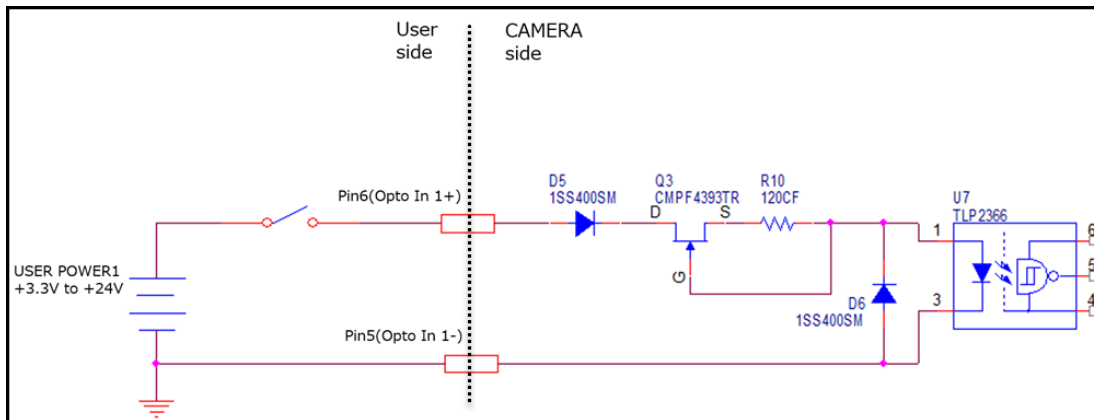 User
side
CAMERA
side
Pin6(Opto In 1+)
D5
1SS400SM
Q3
CMPF4393TR
R10
120CF
D
S
G
U7
TLP2366
1
6
5
3
4
USER POWER1
+3.3V to +24V
D6
1SS400SM
Pin5(Opto In 1-)